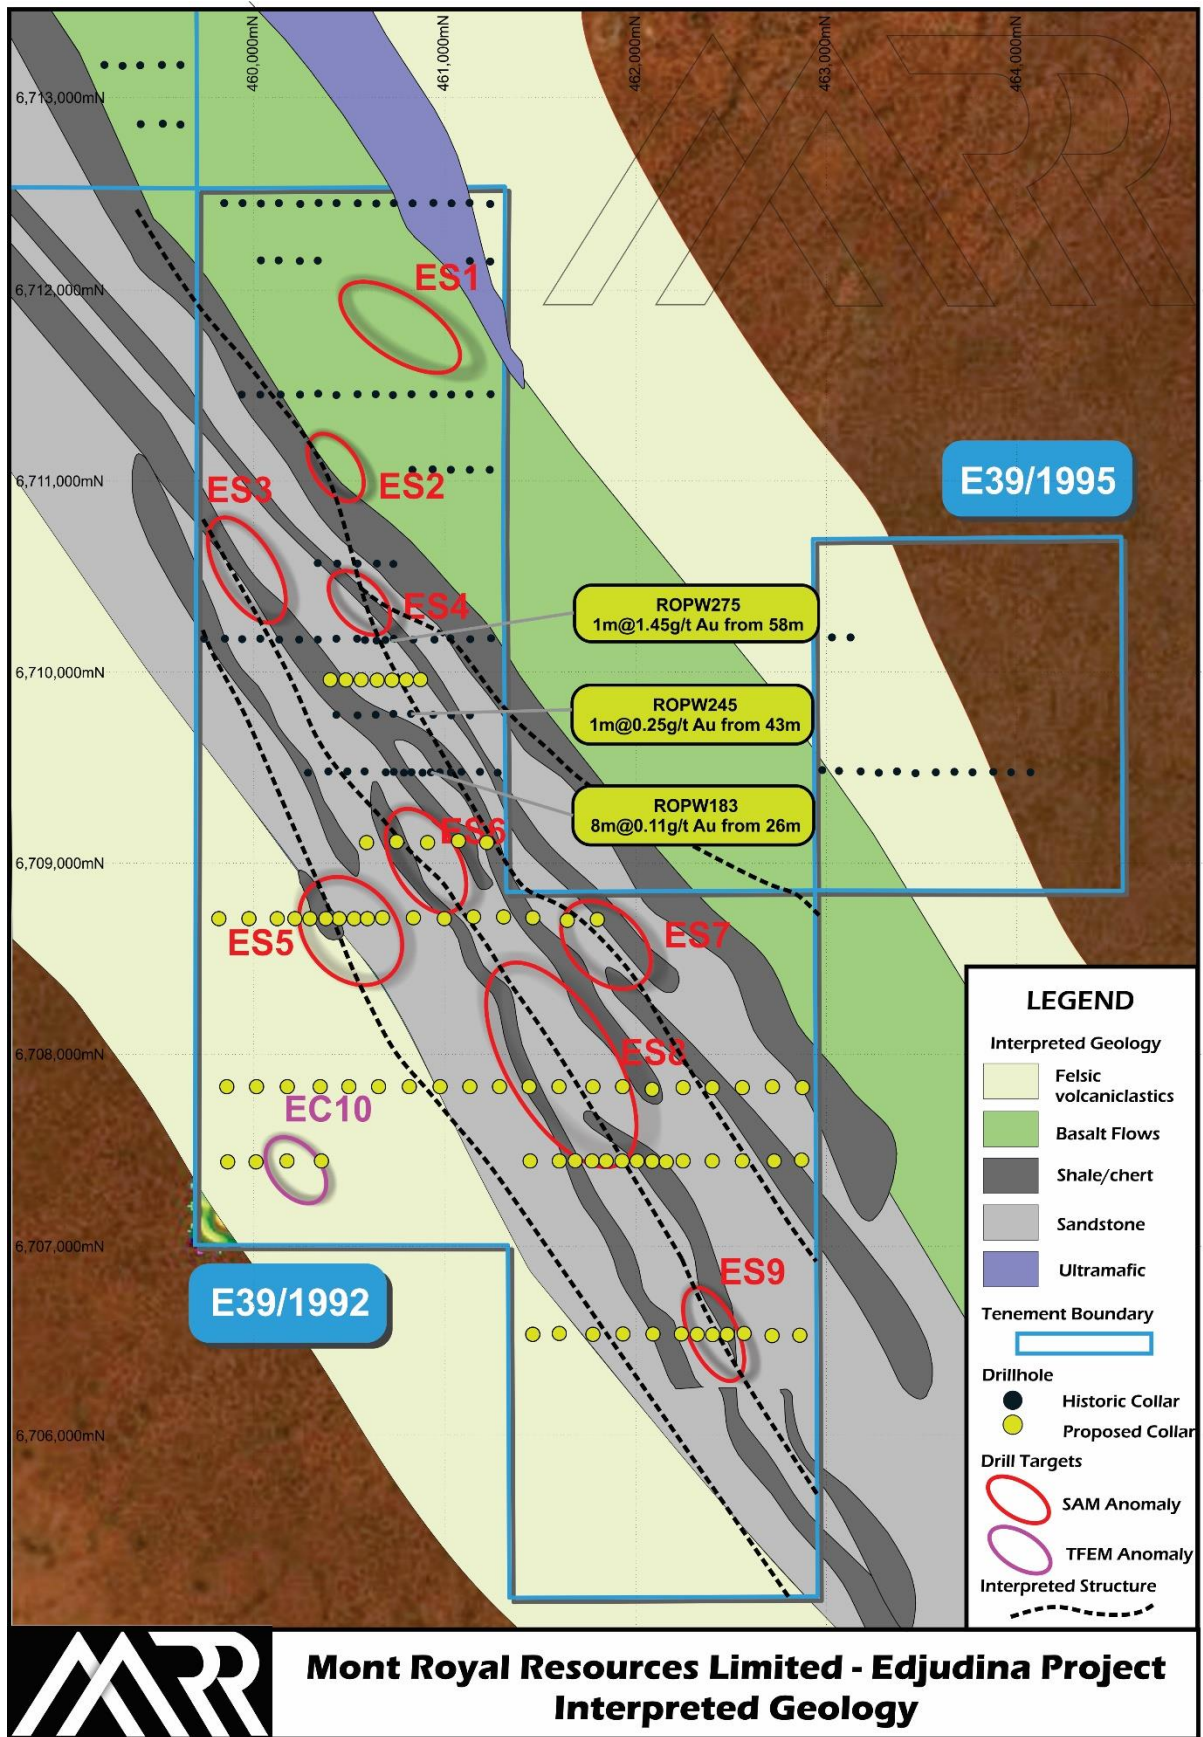 460,000mN
461,000mN
462,000mN
463,000mN
464,000mN
MRR
6,713,000mN
6,712,000mN
ES1
6,711,000mN
ES2
ES3
E39/1995
ES4
ROPW275
1m@1.45g/t Au from 58m
6,710,000mN
ROPW245
1m@0.25g/t Au from 43m
ROPW183
8m@0.11g/t Au from 26m
ES6
6,709,000mN
ES5
ES7
6,708,000mN
ES8
EC10
6,707,000mN
E39/1992
ES9
6,706,000mN
LEGEND
Interpreted Geology
Felsic
volcaniclastics
Basalt Flows
Shale/chert
Sandstone
Ultramafic
Tenement Boundary
Drillhole
Historic Collar
Proposed Collar
Drill Targets
SAM Anomaly
TFEM Anomaly
Interpreted Structure
MRR
Mont Royal Resources Limited - Edjudina Project
Interpreted Geology